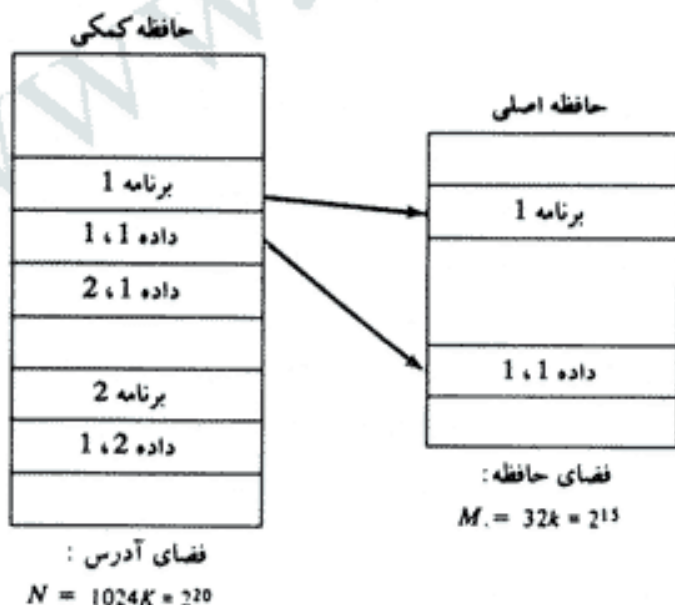 حافظه کمکی
برنامه 1
داده 1،1
داده 1، 2
برنامه 2
داده 2،1
فضای آدرس :
N = 1024K = 2²⁰
حافظه اصلی
برنامه 1
داده 1،1
فضای حافظه:
M.= 32k = 2¹⁵
www.